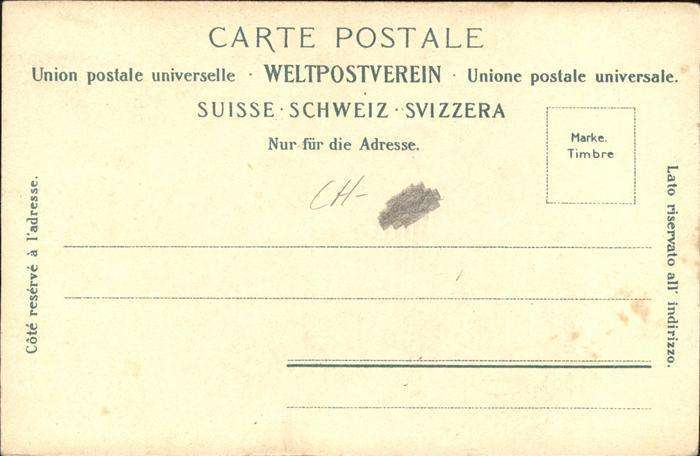 CARTE POSTALE
Union postale universelle · WELTPOSTVEREIN · Unione postale universale.
SUISSE · SCHWEIZ · SVIZZERA
Nur für die Adresse.
Marke.
Timbre
CH-
Côté resérvé à l'adresse.
Lato riservato all' indirizzo.